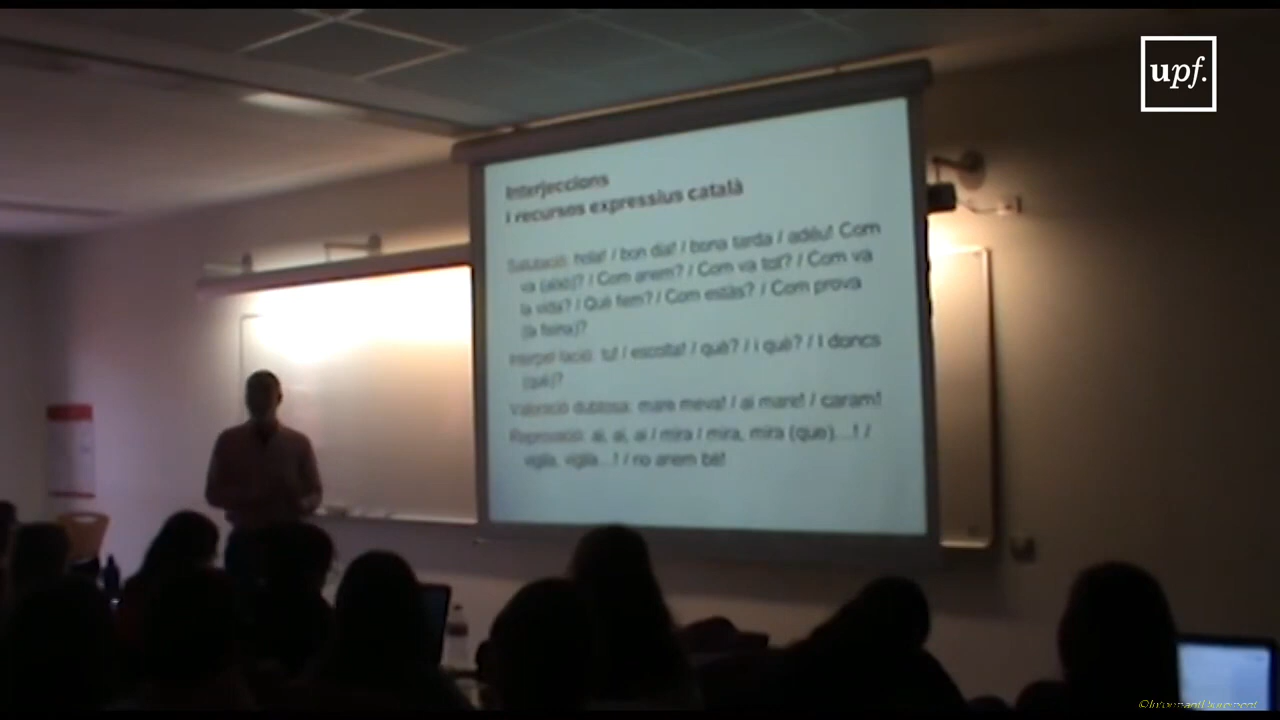 upf.
Interjeccions
i recursos expressius català
Salutació: hola! / bon dia! / bona tarda / adéu! Com
va (això)? / Com anem? / Com va tot? / Com va
la vida? / Què fem? / Com estàs? / Com prova
(la feina)?
Interpel·lació: tu! / escolta! / què? / i què? / I doncs
(què)?
Valoració dubtosa: mare meva! / ai mare! / caram!
Reprovació: ai, ai, ai / mira / mira, mira (que)...! /
vigila, vigila...! / no anem bé!